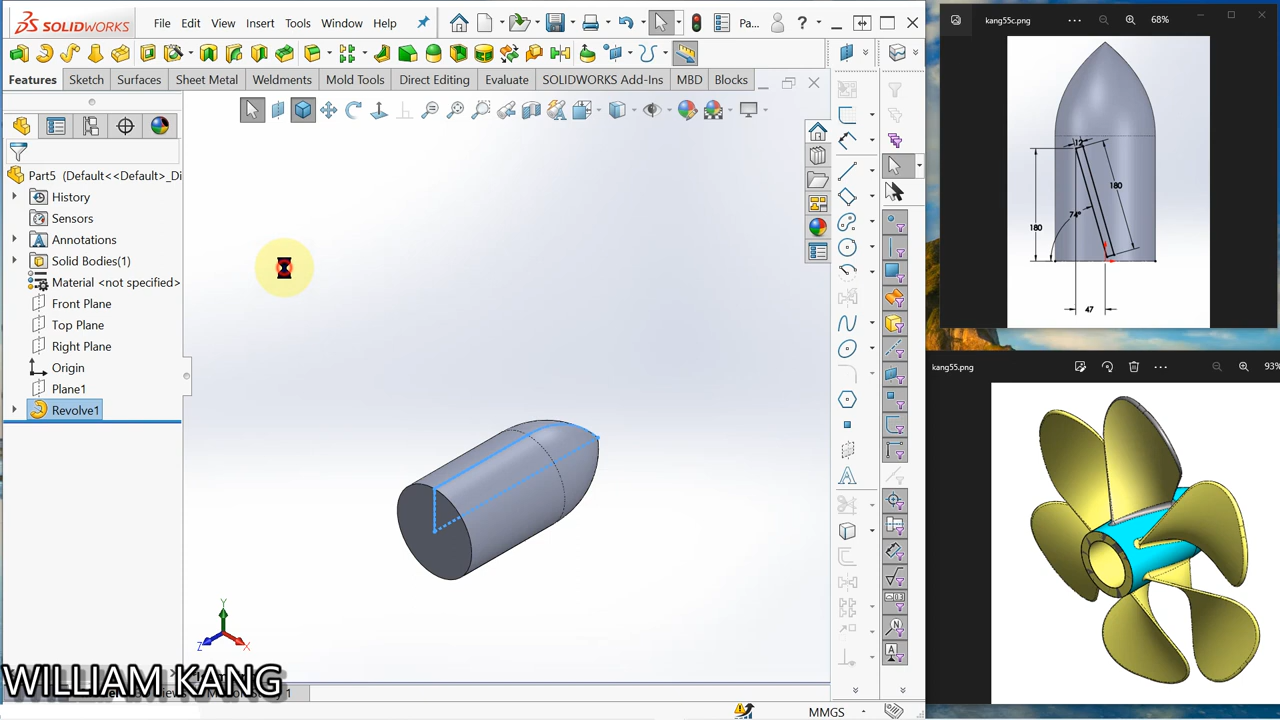 SOLIDWORKS File Edit View Insert Tools Window Help Pa... ?
Features Sketch Surfaces Sheet Metal Weldments Mold Tools Direct Editing Evaluate SOLIDWORKS Add-Ins MBD Blocks
Part5 (Default<<Default>_Di
History
Sensors
Annotations
Solid Bodies(1)
Material <not specified>
Front Plane
Top Plane
Right Plane
Origin
Plane1
Revolve1
Y
Z
X
WILLIAM KANG
MMGS
kang55c.png
68%
12
180
74°
180
47
kang55.png
93%